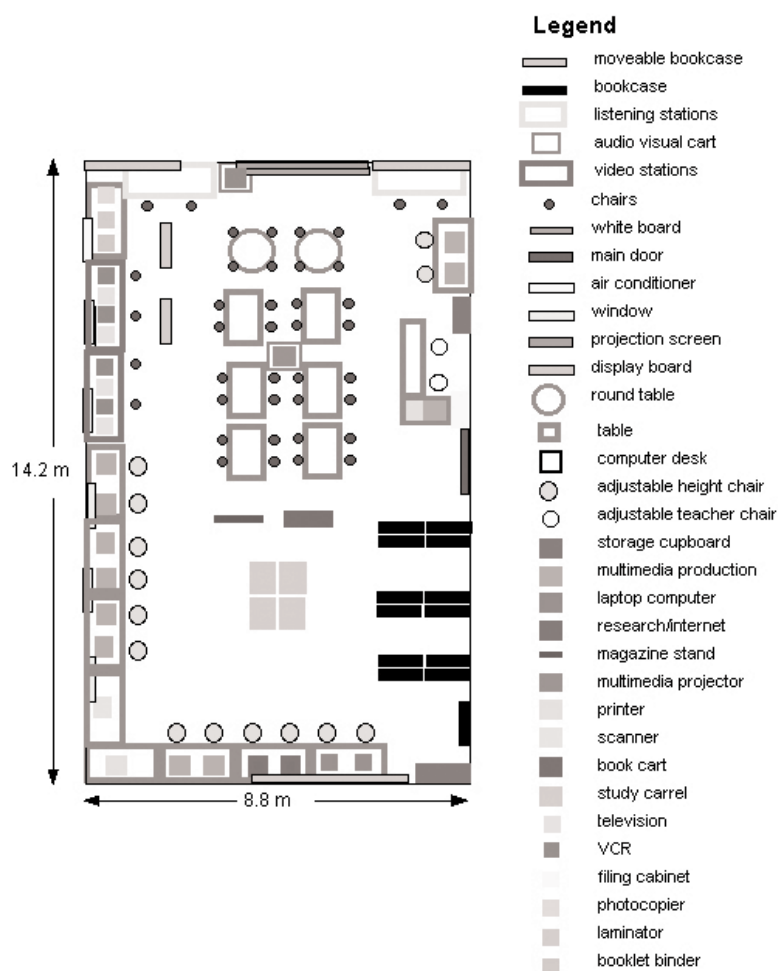 Legend
moveable bookcase
bookcase
listening stations
audio visual cart
video stations
chairs
white board
main door
air conditioner
window
projection screen
display board
round table
table
computer desk
adjustable height chair
adjustable teacher chair
storage cupboard
multimedia production
laptop computer
research/internet
magazine stand
multimedia projector
printer
scanner
book cart
study carrel
television
VCR
filing cabinet
photocopier
laminator
booklet binder
14.2 m
8.8 m